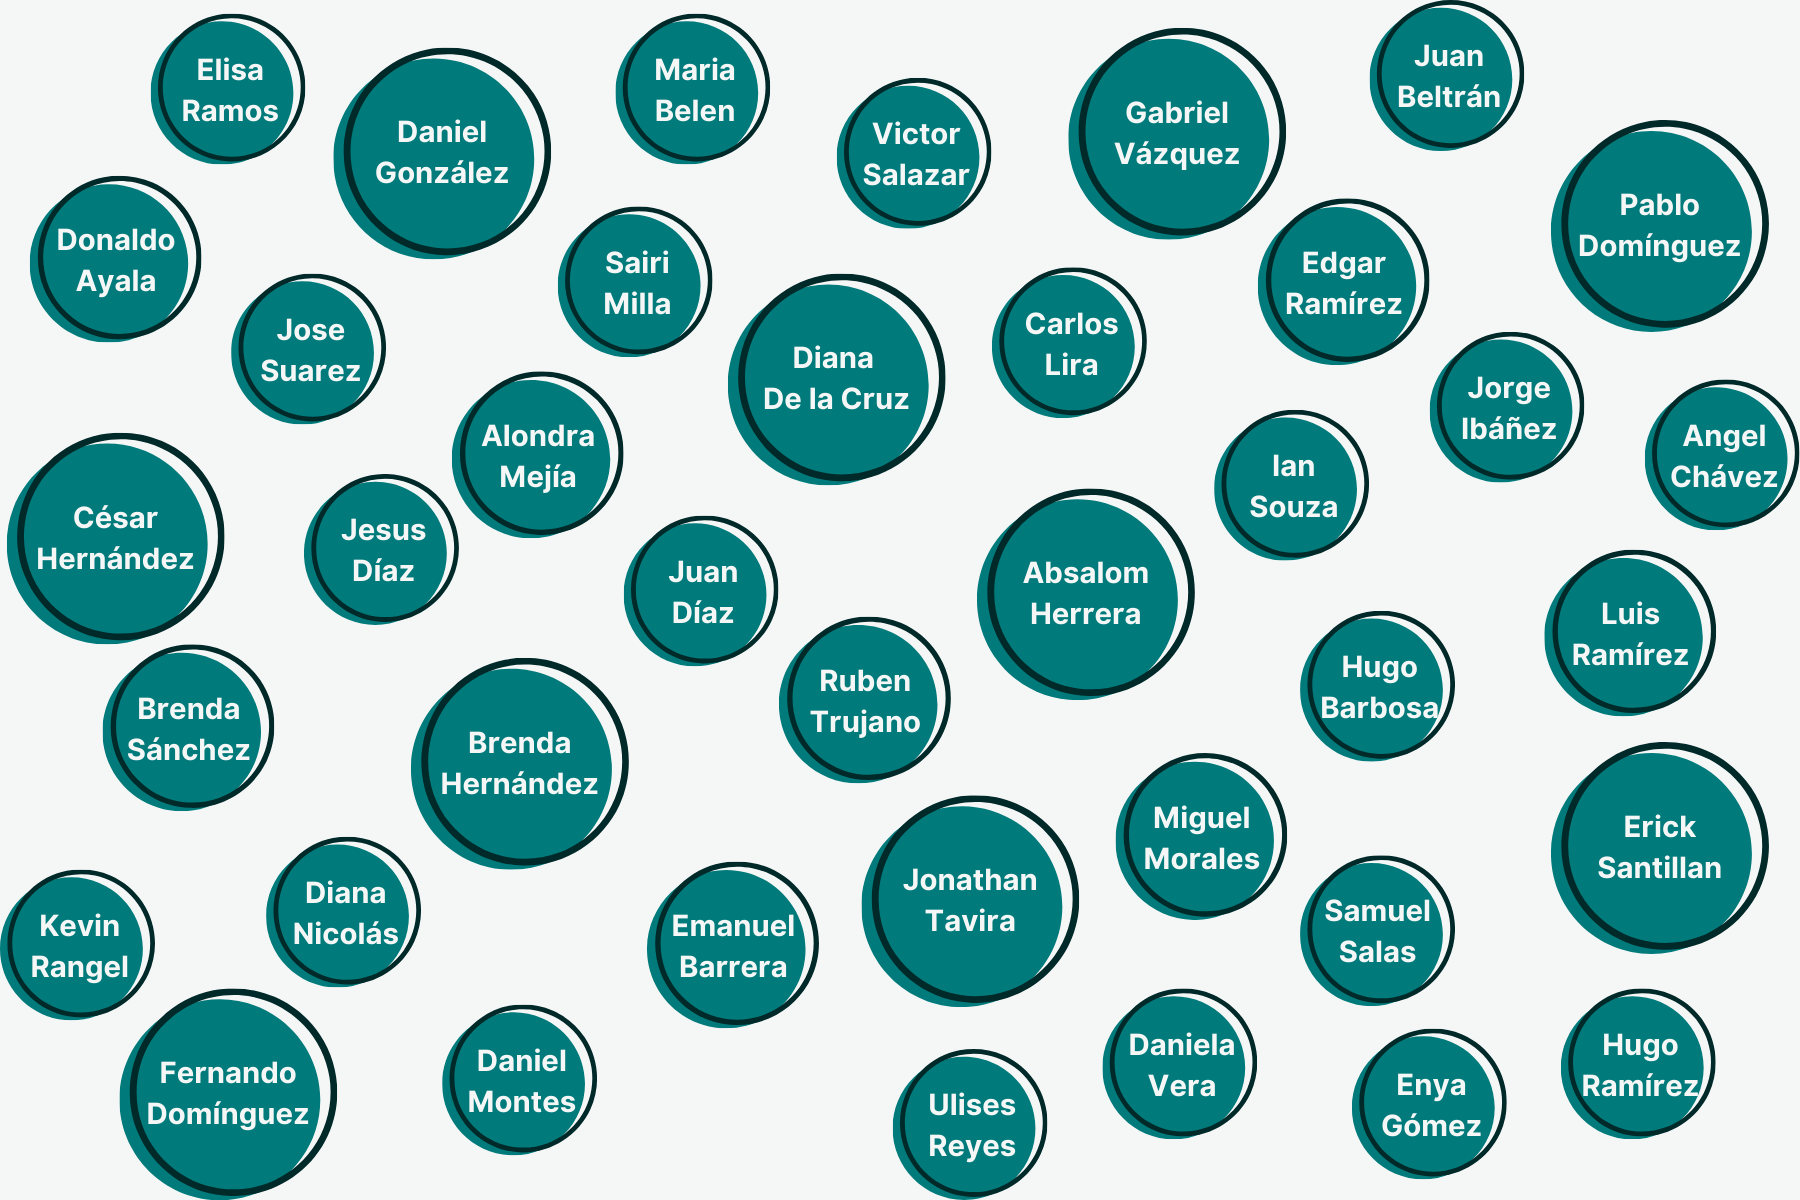 Elisa
Ramos
Daniel
González
Maria
Belen
Victor
Salazar
Gabriel
Vázquez
Juan
Beltrán
Pablo
Domínguez
Donaldo
Ayala
Jose
Suarez
Sairi
Milla
Diana
De la Cruz
Carlos
Lira
Edgar
Ramírez
Jorge
Ibáñez
Angel
Chávez
César
Hernández
Jesus
Díaz
Alondra
Mejía
Juan
Díaz
Absalom
Herrera
Ian
Souza
Luis
Ramírez
Brenda
Sánchez
Brenda
Hernández
Ruben
Trujano
Hugo
Barbosa
Miguel
Morales
Erick
Santillan
Kevin
Rangel
Diana
Nicolás
Emanuel
Barrera
Jonathan
Tavira
Samuel
Salas
Fernando
Domínguez
Daniel
Montes
Ulises
Reyes
Daniela
Vera
Enya
Gómez
Hugo
Ramírez